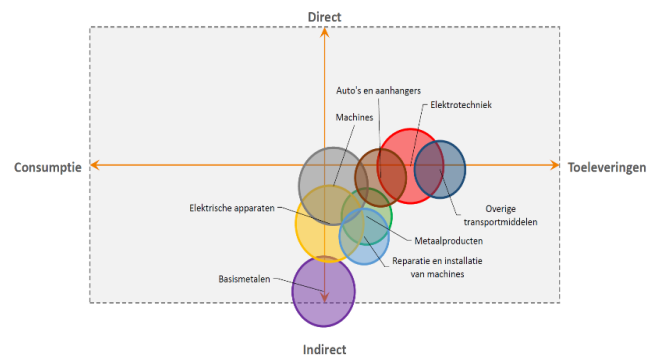 Direct
Auto's en aanhangers
Elektrotechniek
Machines
Consumptie
Toeleveringen
Elektrische apparaten
Overige
transportmiddelen
Metaalproducten
Reparatie en installatie
van machines
Basismetalen
Indirect